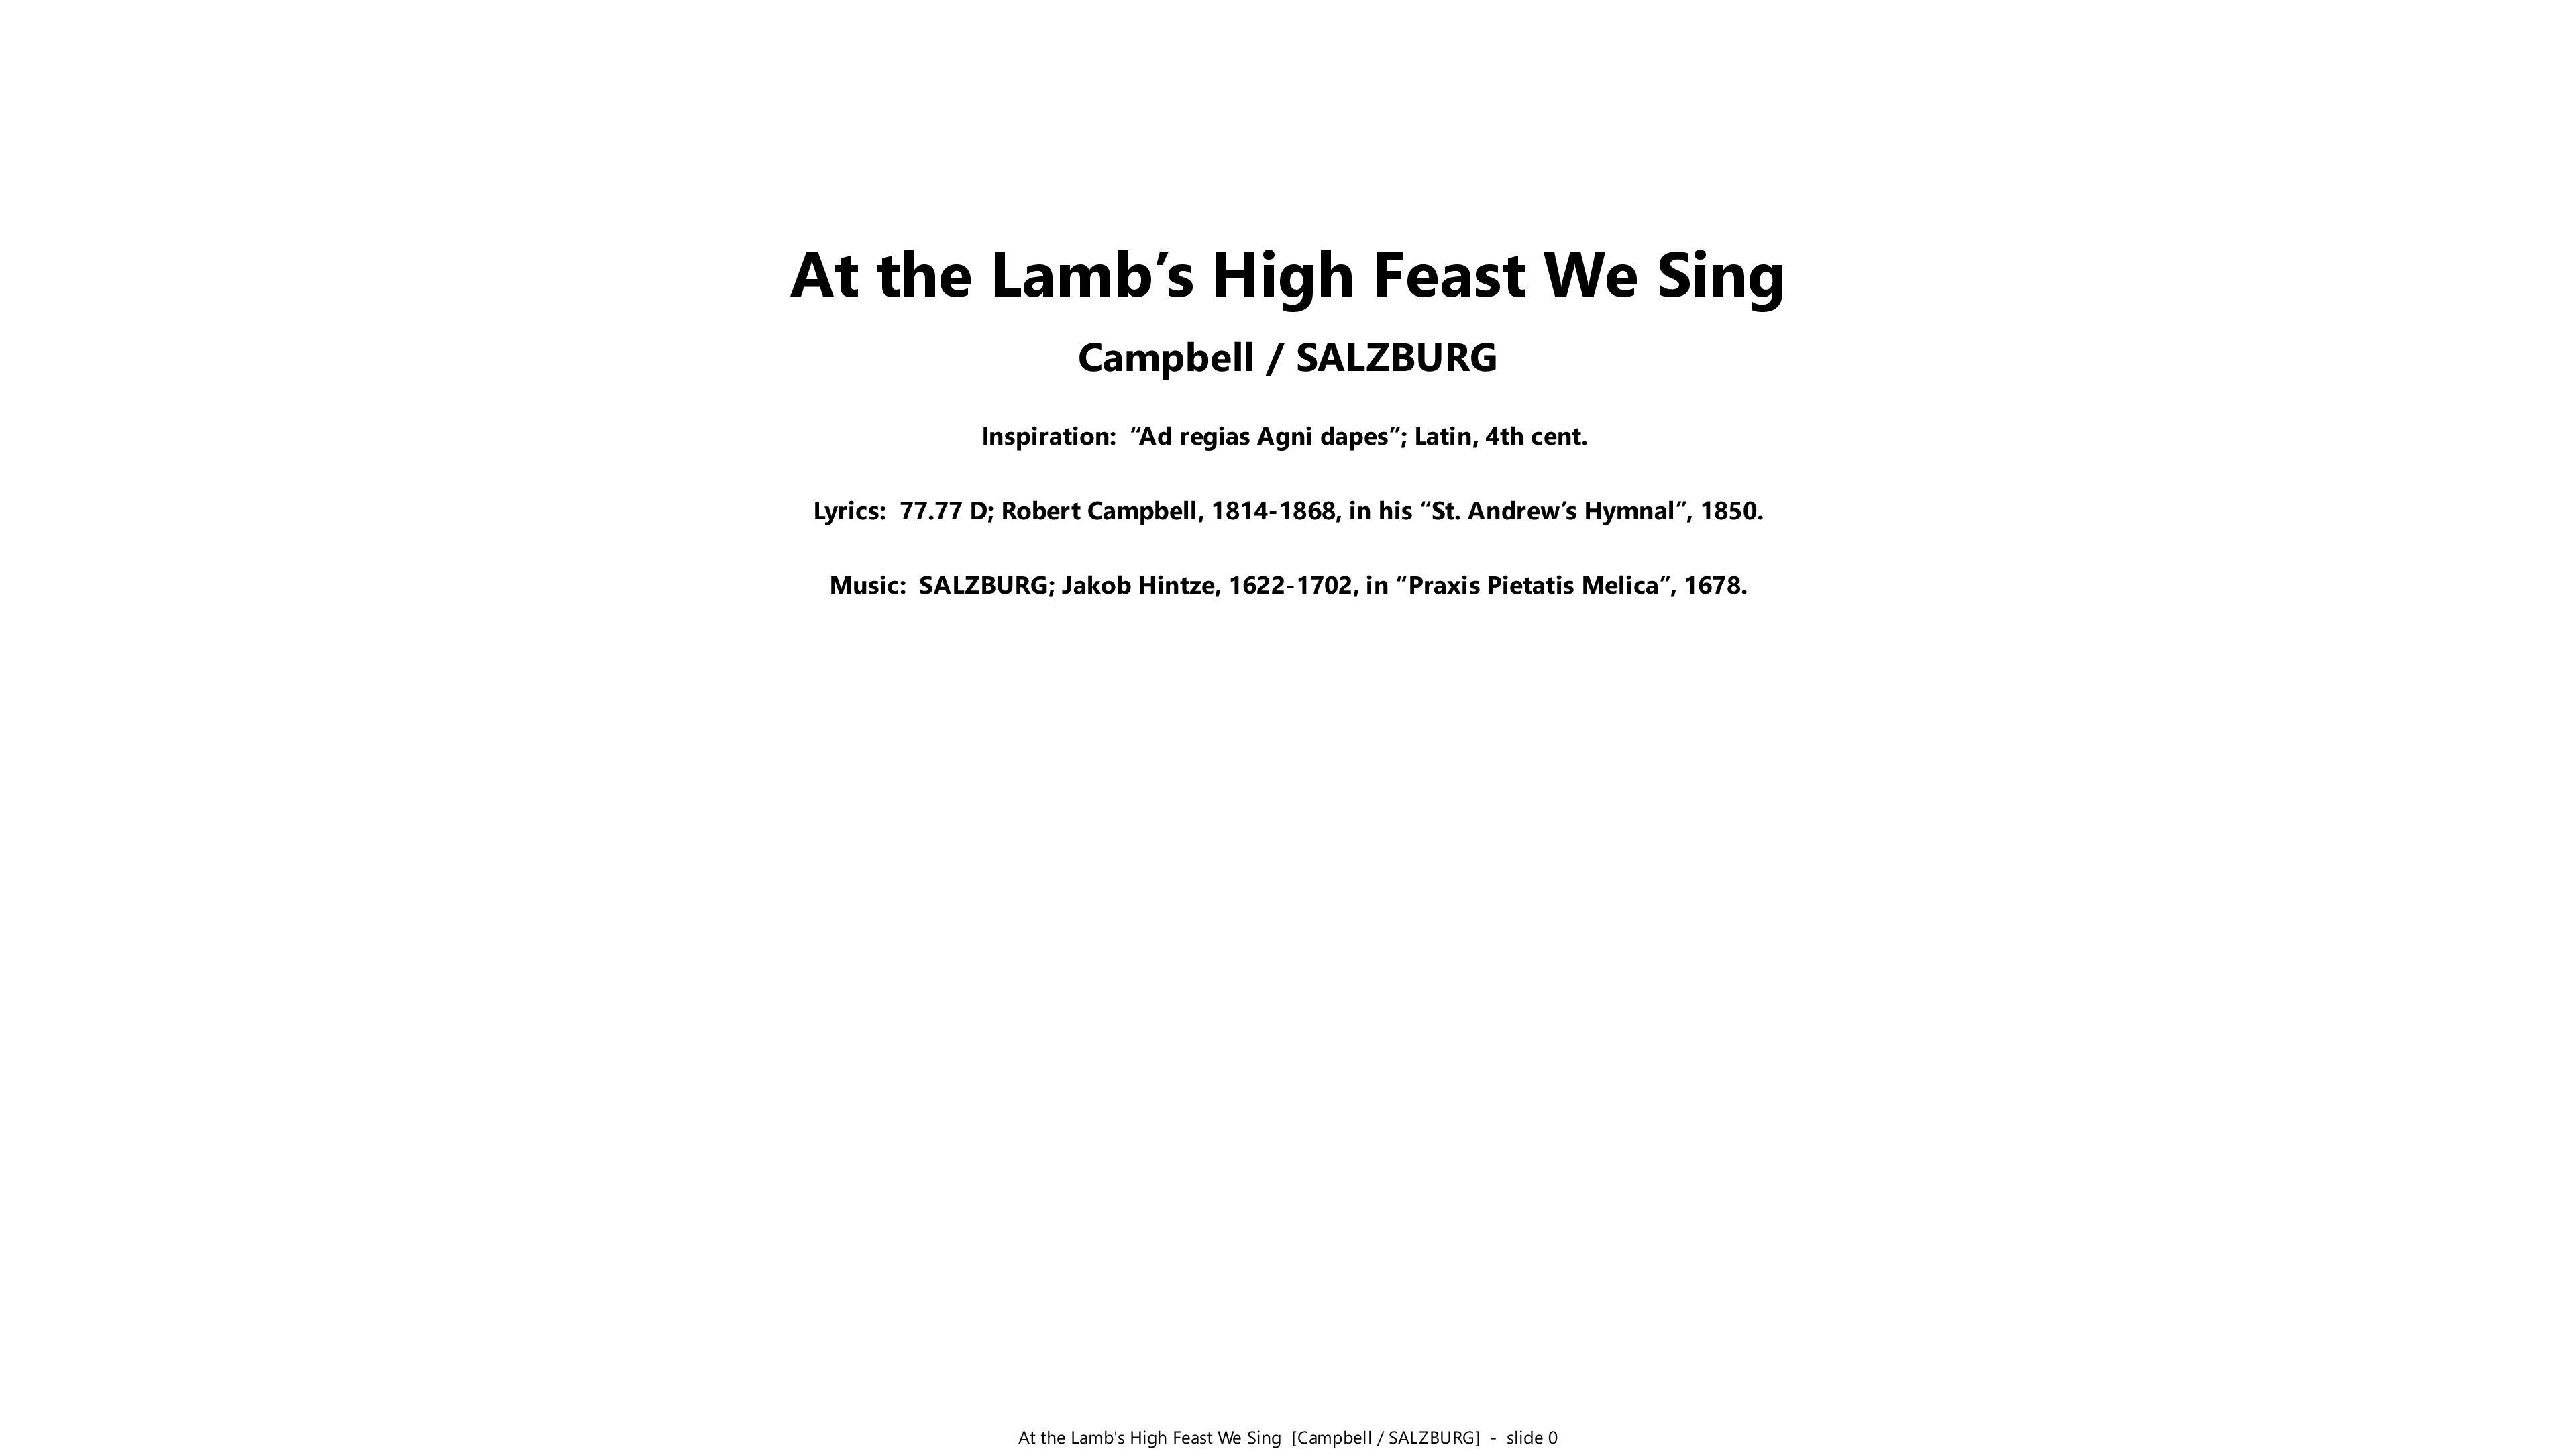 At the Lamb’s High Feast We Sing
Campbell / SALZBURG
Inspiration:  “Ad regias Agni dapes”; Latin, 4th cent.
Lyrics:  77.77 D; Robert Campbell, 1814-1868, in his “St. Andrew’s Hymnal”, 1850.
Music:  SALZBURG; Jakob Hintze, 1622-1702, in “Praxis Pietatis Melica”, 1678.
At the Lamb's High Feast We Sing  [Campbell / SALZBURG]  -  slide 0